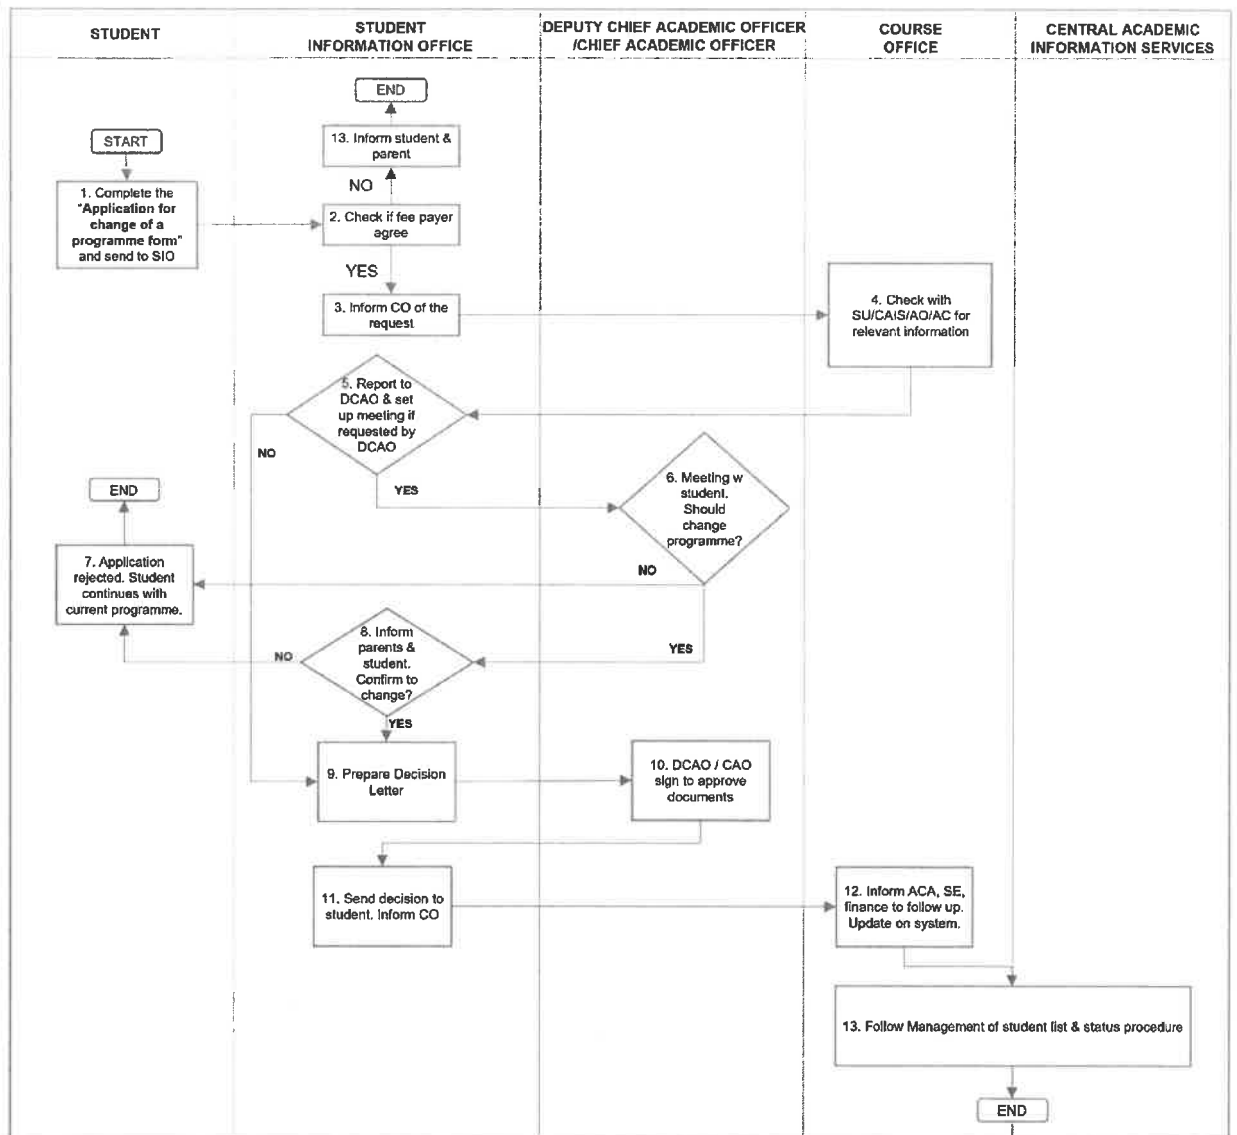 STUDENT
STUDENT
INFORMATION OFFICE
DEPUTY CHIEF ACADEMIC OFFICER
/CHIEF ACADEMIC OFFICER
COURSE
OFFICE
CENTRAL ACADEMIC
INFORMATION SERVICES
END
13. Inform student &
parent
NO
START
1. Complete the
"Application for
change of a
programme form"
and send to SIO
2. Check if fee payer
agree
YES
3. Inform CO of the
request
4. Check with
SU/CAIS/AO/AC for
relevant information
5. Report to
DCAO & set
up meeting if
requested by
DCAO
NO
YES
6. Meeting w
student.
Should
change
programme?
END
NO
7. Application
rejected. Student
continues with
current programme.
8. Inform
parents &
student.
Confirm to
change?
NO
YES
YES
9. Prepare Decision
Letter
10. DCAO / CAO
sign to approve
documents
11. Send decision to
student. Inform CO
12. Inform ACA, SE,
finance to follow up.
Update on system.
13. Follow Management of student list & status procedure
END